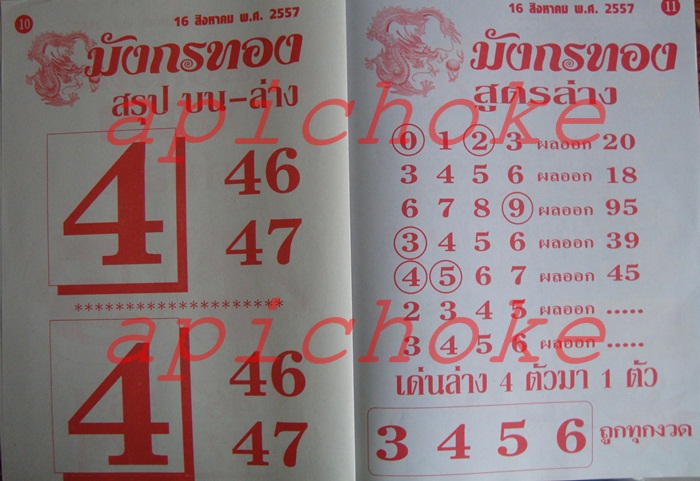 10
16 สิงหาคม พ.ศ. 2557
มังกรทอง
สรุป บน-ล่าง
apichoke
4 46
47
*********************
apichoke
4 46
47
16 สิงหาคม พ.ศ. 2557
11
มังกรทอง
สูตรล่าง
0 1 2 3 ผลออก 20
3 4 5 6 ผลออก 18
6 7 8 9 ผลออก 95
3 4 5 6 ผลออก 39
4 5 6 7 ผลออก 45
2 3 4 5 ผลออก .....
3 4 5 6 ผลออก .....
เด่นล่าง 4 ตัวมา 1 ตัว
3 4 5 6 ถูกทุกงวด